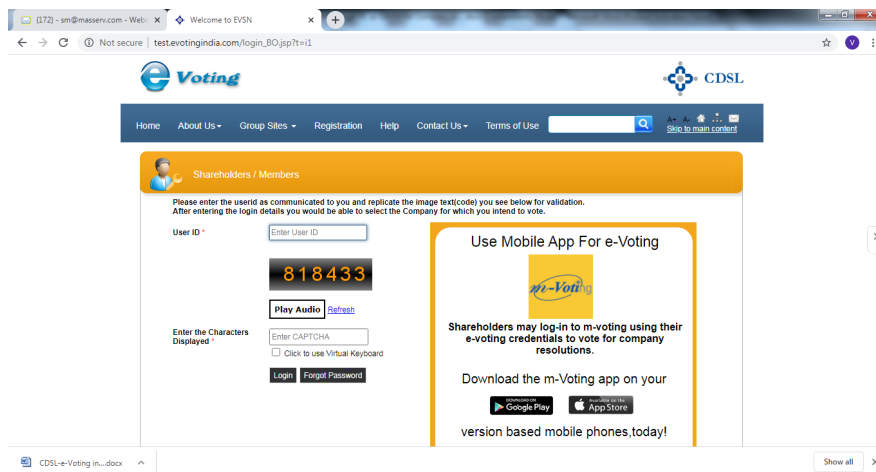 (172) - sm@masserv.com - Web
Welcome to EVSN
Not secure | test.evotingindia.com/login_BO.jsp?t=i1
V
e Voting
CDSL
Home About Us Group Sites Registration Help Contact Us Terms of Use
A+ A-
Skip to main content
Shareholders / Members
Please enter the userid as communicated to you and replicate the image text(code) you see below for validation.
After entering the login details you would be able to select the Company for which you intend to vote.
User ID *
Enter User ID
818433
Play Audio Refresh
Enter the Characters
Displayed *
Enter CAPTCHA
Click to use Virtual Keyboard
Login Forgot Password
Use Mobile App For e-Voting
m-Voting
Shareholders may log-in to m-voting using their
e-voting credentials to vote for company
resolutions.
Download the m-Voting app on your
DOWNLOAD ON
Google Play
Available on the
App Store
version based mobile phones,today!
CDSL-e-Voting in....docx
Show all